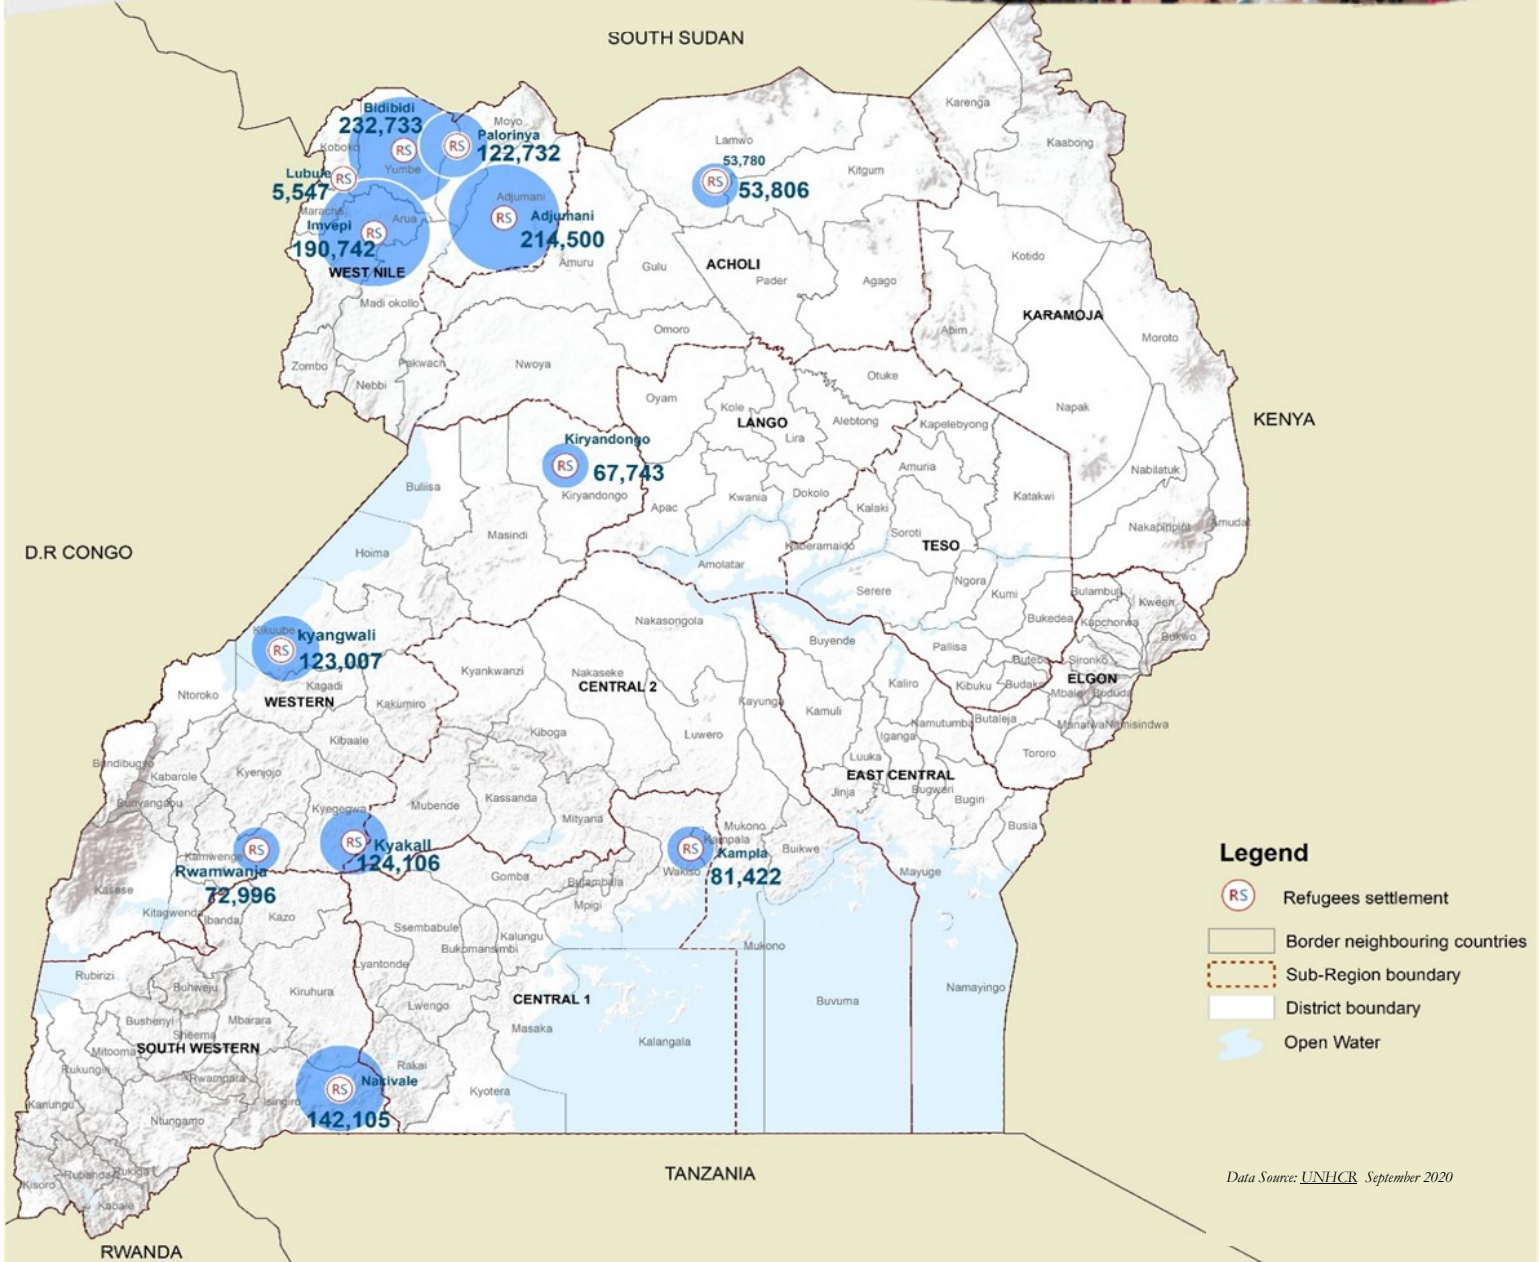 SOUTH SUDAN
Karenga
Kaabong
Bidibidi
232,733
Moyo
Palorinya
122,732
Koboko
Yumbe
Lamwo
53,780
53,806
Kitgum
Lubule
5,547
Maracha
Arua
Imvepi
190,742
WEST NILE
Adjumani
Adjumani
214,500
Amuru
Gulu
ACHOLI
Pader
Agago
Kotido
KARAMOJA
Abim
Moroto
Madi okollo
Omoro
Zombo
Nebbi
Pakwach
Nwoya
Otuke
Oyam
Kole
LANGO
Lira
Alebtong
Kapelebyong
Napak
KENYA
Kiryandongo
67,743
Kiryandongo
Buliisa
Amuria
Katakwi
Nabilatuk
Kwania
Dokolo
Apac
Kalaki
Soroti
TESO
Nakapiripirit
Amudat
Masindi
D.R CONGO
Hoima
Kaberamaido
Amolatar
Serere
Ngora
Kumi
Bukedea
Bulambuli
Kween
Kapchorwa
Bukwo
Nakasongola
Kikuube
kyangwali
123,007
Buyende
Pallisa
Butebo
Sironko
ELGON
Kagadi
WESTERN
Ntoroko
Kakumiro
Kyankwanzi
Nakaseke
CENTRAL 2
Kayunga
Kaliro
Kibuku
Budaka
Mbale
Bududa
Kamuli
Namutumba
Butaleja
Manafwa
Namisindwa
Kibaale
Kiboga
Luwero
Iganga
Luuka
Tororo
EAST CENTRAL
Bundibugyo
Kabarole
Kyenjojo
Jinja
Bugweri
Bugiri
Bunyangabu
Kyegegwa
Mubende
Kassanda
Mityana
Mukono
Kampala
Buikwe
Busia
Kyakall
124,106
Kampla
81,422
Wakiso
Kamwenge
Rwamwanja
72,996
Mayuge
Kasese
Gomba
Butambala
Mpigi
Kitagwenda
Ibanda
Kazo
Ssembabule
Kalungu
Bukomansimbi
Mukono
Lyantonde
Rubirizi
Buhweju
Kiruhura
Lwengo
CENTRAL 1
Masaka
Buvuma
Namayingo
Bushenyi
Mbarara
Sheema
SOUTH WESTERN
Mitooma
Kalangala
Rukungiri
Rwampara
Rakai
Nakivale
142,105
Isingiro
Kyotera
Kanungu
Ntungamo
Rubanda
Rukiga
Kisoro
Kabale
TANZANIA
RWANDA
Legend
RS Refugees settlement
Border neighbouring countries
Sub-Region boundary
District boundary
Open Water
Data Source: UNHCR September 2020